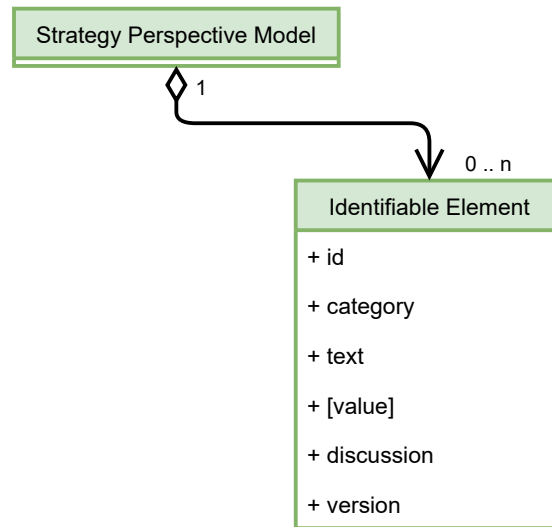 Strategy Perspective Model
1
0 .. n
Identifiable Element
+ id
+ category
+ text
+ [value]
+ discussion
+ version